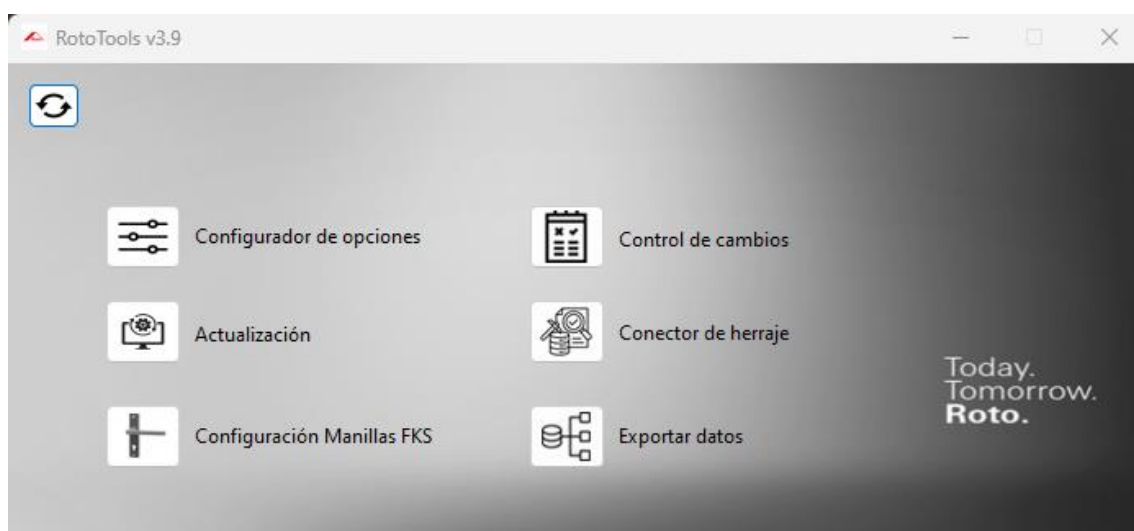 RotoTools v3.9
Configurador de opciones
Control de cambios
Actualización
Conector de herraje
Configuración Manillas FKS
Exportar datos
Today.
Tomorrow.
Roto.